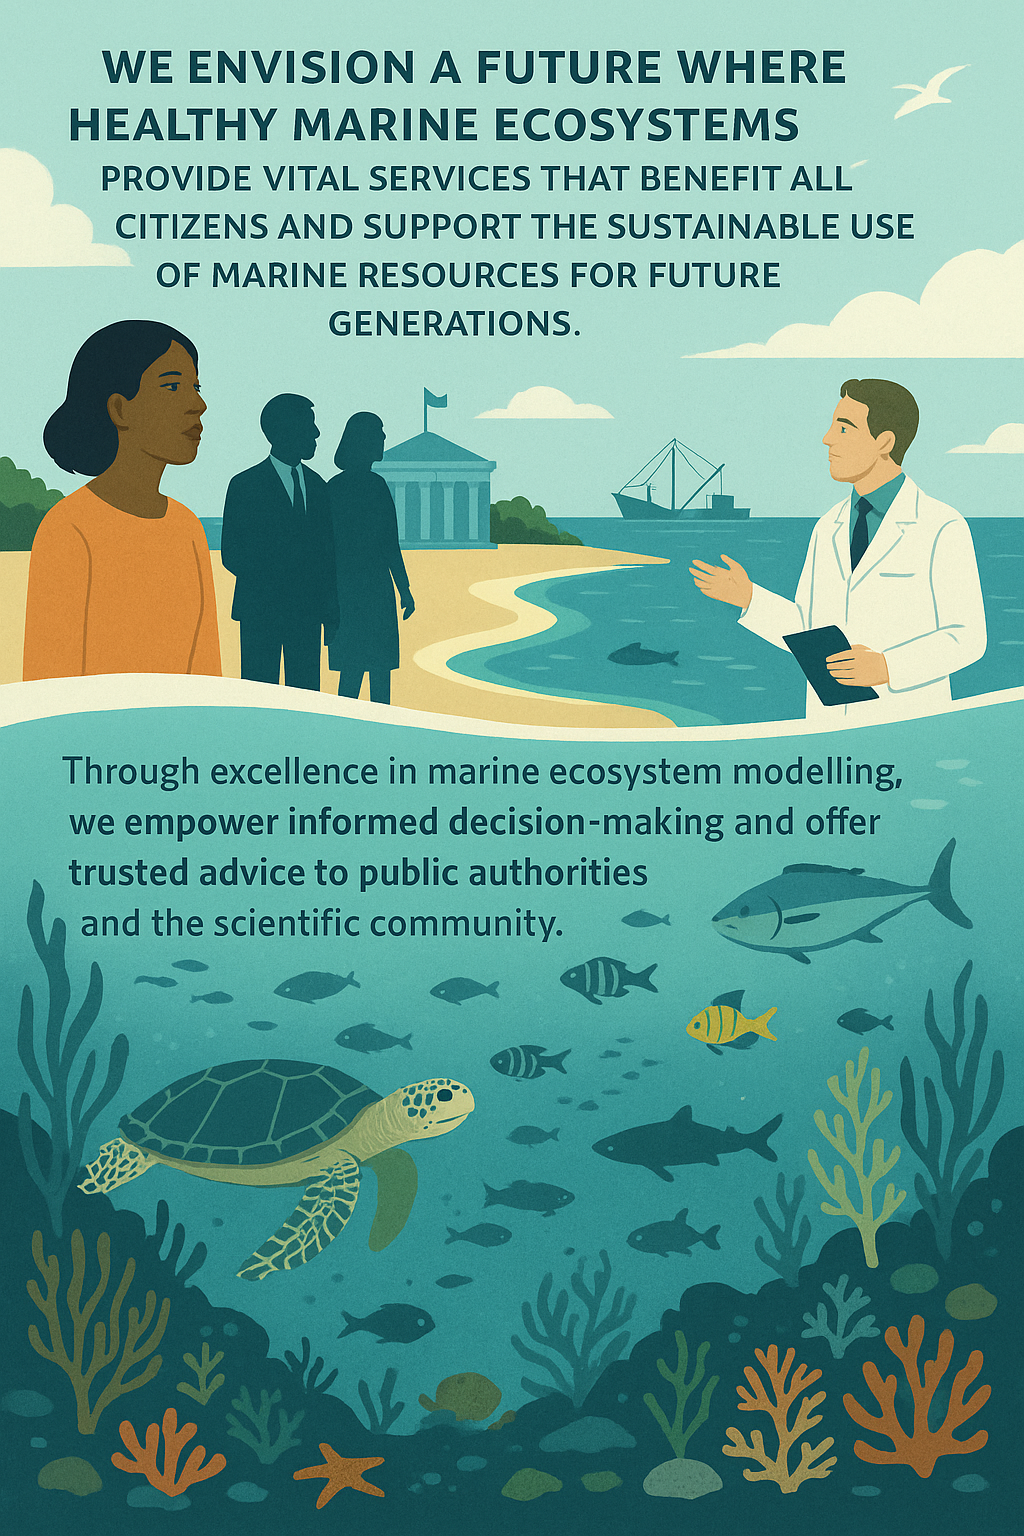 WE ENVISION A FUTURE WHERE
HEALTHY MARINE ECOSYSTEMS
PROVIDE VITAL SERVICES THAT BENEFIT ALL
CITIZENS AND SUPPORT THE SUSTAINABLE USE
OF MARINE RESOURCES FOR FUTURE
GENERATIONS.
Through excellence in marine ecosystem modelling,
we empower informed decision-making and offer
trusted advice to public authorities
and the scientific community.